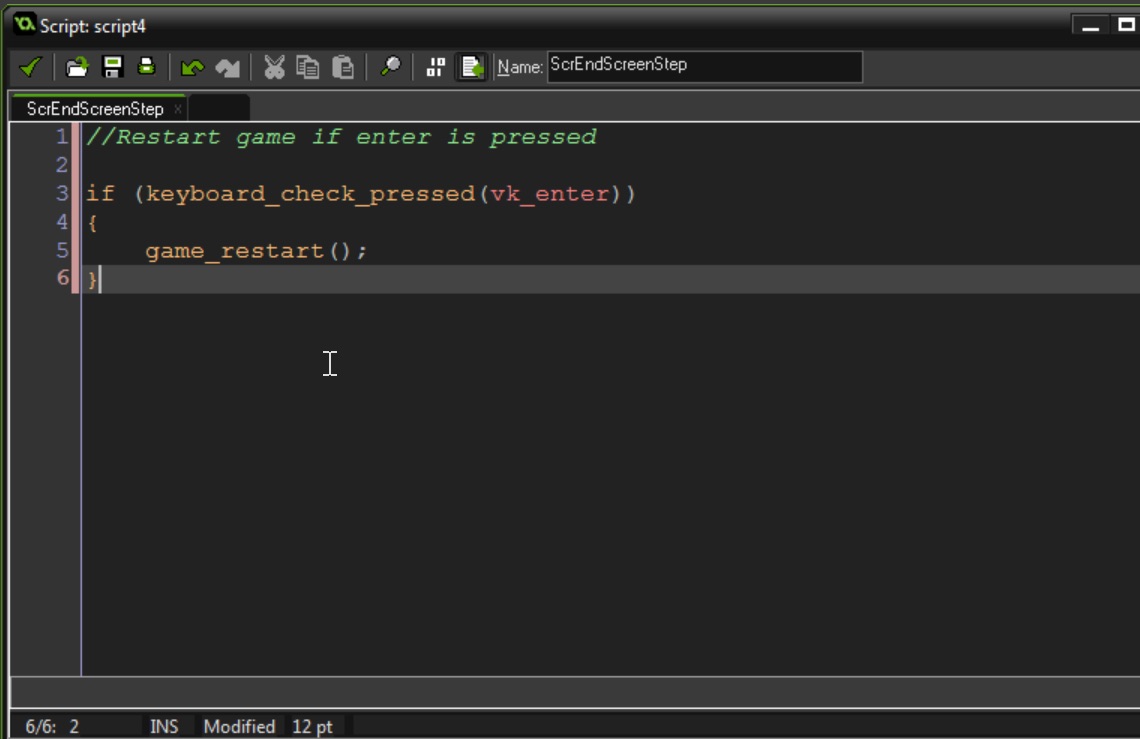 Script: script4
Name: ScrEndScreenStep
ScrEndScreenStep
1 //Restart game if enter is pressed
2
3 if (keyboard_check_pressed(vk_enter))
4 {
5 game_restart();
6 }
6/6: 2 INS Modified 12 pt